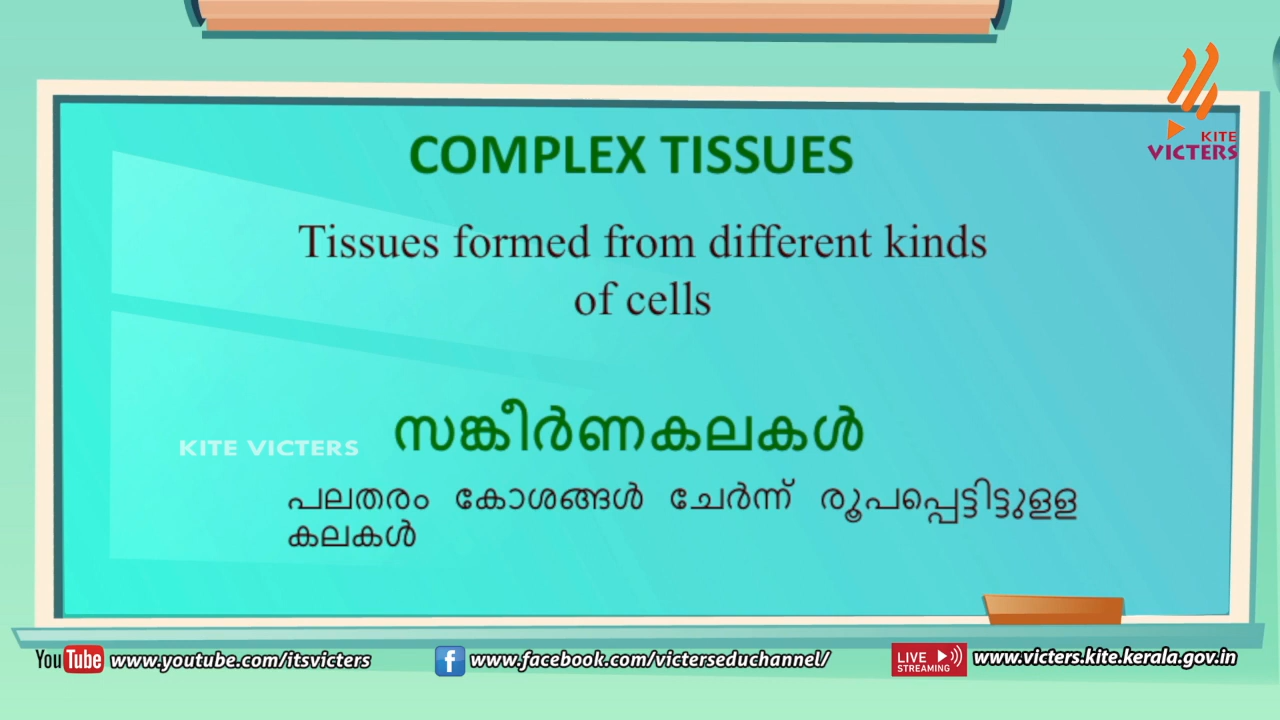 KITE
VICTERS
COMPLEX TISSUES
Tissues formed from different kinds
of cells
സങ്കീർണകലകൾ
KITE VICTERS
പലതരം കോശങ്ങൾ ചേർന്ന് രൂപപ്പെട്ടിട്ടുളള
കലകൾ
YouTube www.youtube.com/itsvicters
f www.facebook.com/victerseduchannel/
LIVE STREAMING www.victers.kite.kerala.gov.in